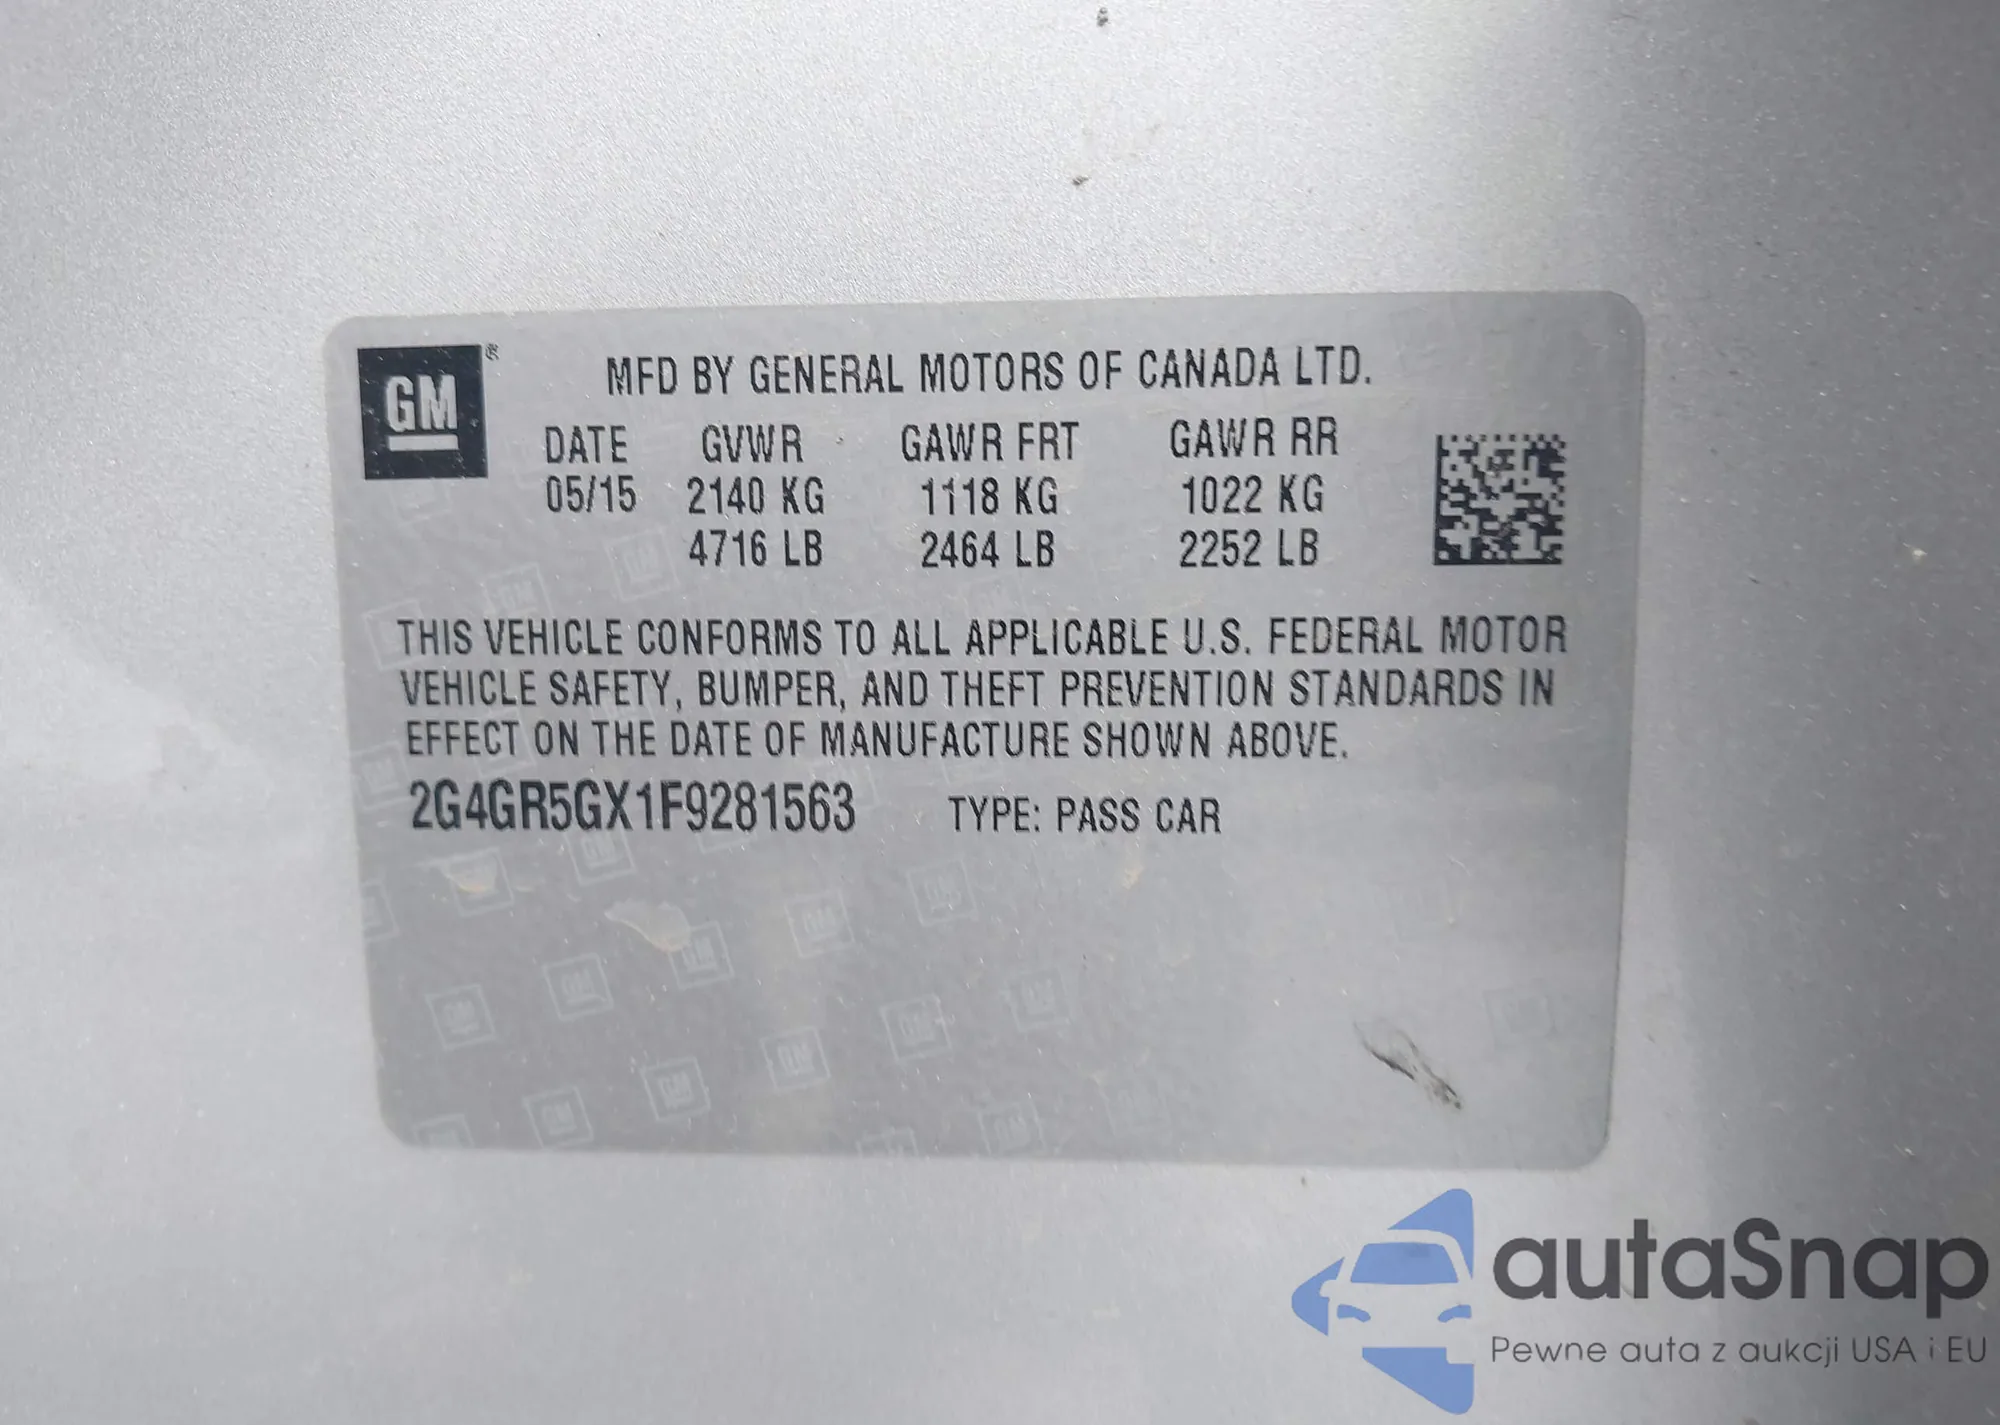 GM ®
MFD BY GENERAL MOTORS OF CANADA LTD.
DATE GVWR GAWR FRT GAWR RR
05/15 2140 KG 1118 KG 1022 KG
4716 LB 2464 LB 2252 LB
THIS VEHICLE CONFORMS TO ALL APPLICABLE U.S. FEDERAL MOTOR
VEHICLE SAFETY, BUMPER, AND THEFT PREVENTION STANDARDS IN
EFFECT ON THE DATE OF MANUFACTURE SHOWN ABOVE.
2G4GR5GX1F9281563 TYPE: PASS CAR
autaSnap
Pewne auta z aukcji USA i EU